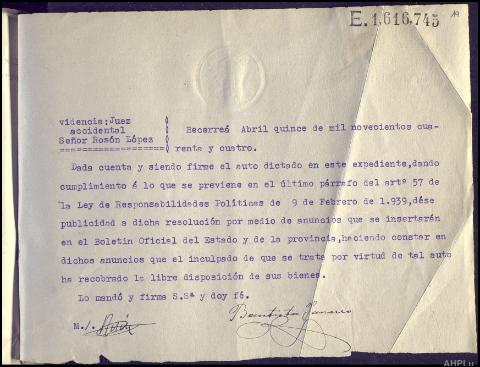 E.1,616,745
19
videncia:Juez
accidental
Señor Rosón López
Becerreá Abril quince de mil novecientos cua-
renta y cuatro.
Dada cuenta y siendo firme el auto dictado en este expediente,dando
cumplimiento á lo que se previene en el último párrafo del artº 57 de
la Ley de Responsabilidades Políticas de 9 de Febrero de 1.939,dése
publicidad a dicha resolución por medio de anuncios que se insertarán
en el Boletin Oficial del Estado y de la provincia,haciendo constar en
dichos anuncios que el inculpado de que se trata por virtud de tal auto
ha recobrado la libre disposición de sus bienes.
Lo mandó y firma S.Sª y doy fé.
M./.
AHPLu